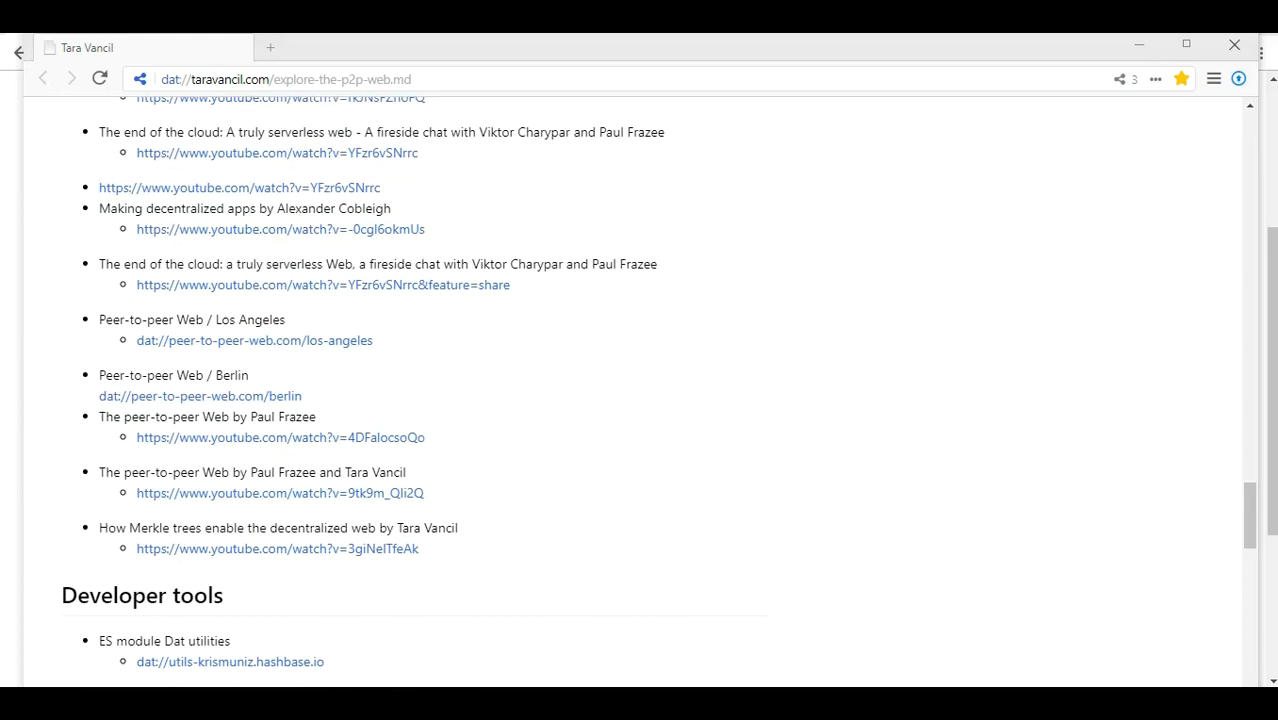 Tara Vancil
dat://taravancil.com/explore-the-p2p-web.md
3
The end of the cloud: A truly serverless web - A fireside chat with Viktor Charypar and Paul Frazee
https://www.youtube.com/watch?v=YFzr6vSNrrc
https://www.youtube.com/watch?v=YFzr6vSNrrc
Making decentralized apps by Alexander Cobleigh
https://www.youtube.com/watch?v=-0cgl6okmUs
The end of the cloud: a truly serverless Web, a fireside chat with Viktor Charypar and Paul Frazee
https://www.youtube.com/watch?v=YFzr6vSNrrc&feature=share
Peer-to-peer Web / Los Angeles
dat://peer-to-peer-web.com/los-angeles
Peer-to-peer Web / Berlin
dat://peer-to-peer-web.com/berlin
The peer-to-peer Web by Paul Frazee
https://www.youtube.com/watch?v=4DFalocsoQo
The peer-to-peer Web by Paul Frazee and Tara Vancil
https://www.youtube.com/watch?v=9tk9m_Qli2Q
How Merkle trees enable the decentralized web by Tara Vancil
https://www.youtube.com/watch?v=3giNelTfeAk
Developer tools
ES module Dat utilities
dat://utils-krismuniz.hashbase.io